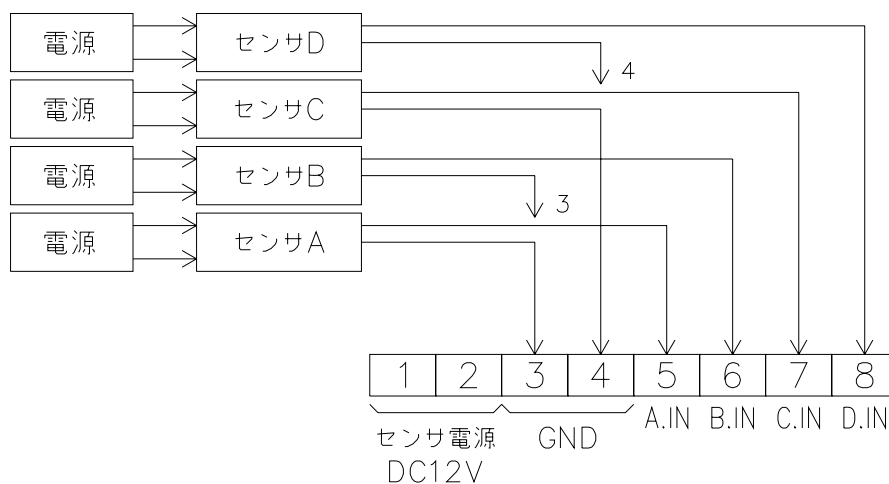 電源 センサD
4
電源 センサC
電源 センサB
3
電源 センサA
1 2 3 4 5 6 7 8
A.IN B.IN C.IN D.IN
センサ電源 GND
DC12V